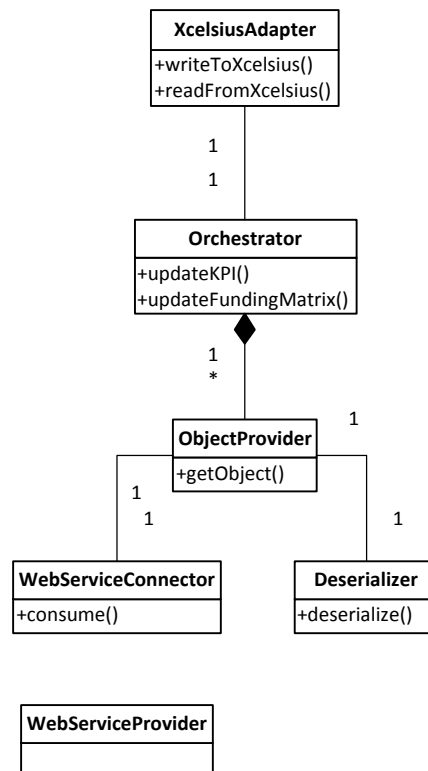 XcelsiusAdapter
+writeToXcelsius()
+readFromXcelsius()
1
1
Orchestrator
+updateKPI()
+updateFundingMatrix()
1
*
ObjectProvider
+getObject()
1
1
1
1
WebServiceConnector
+consume()
Deserializer
+deserialize()
WebServiceProvider